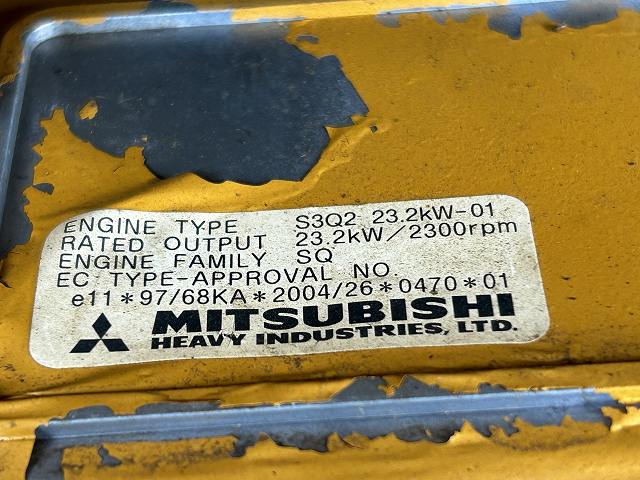 ENGINE TYPE S3Q2 23.2kW-01
RATED OUTPUT 23.2kW/2300rpm
ENGINE FAMILY SQ
EC TYPE-APPROVAL NO.
e11*97/68KA*2004/26*0470*01
MITSUBISHI
HEAVY INDUSTRIES, LTD.